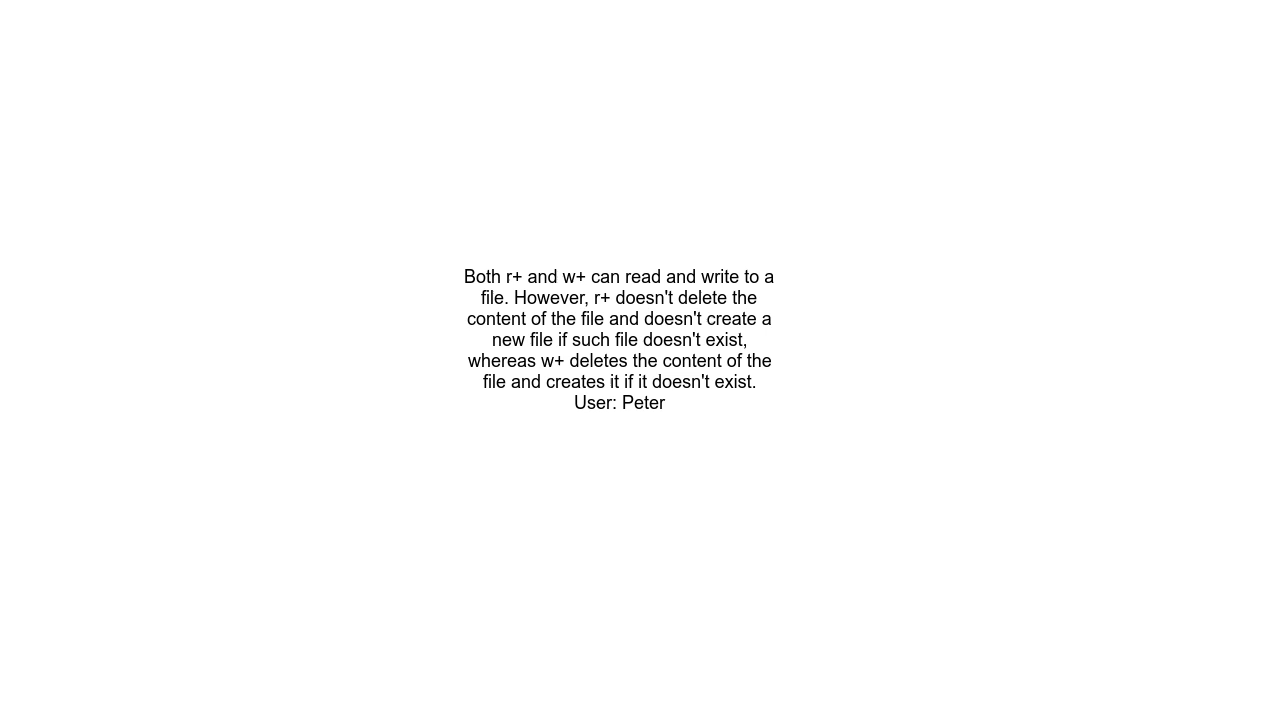 Both r+ and w+ can read and write to a
file. However, r+ doesn't delete the
content of the file and doesn't create a
new file if such file doesn't exist,
whereas w+ deletes the content of the
file and creates it if it doesn't exist.
User: Peter